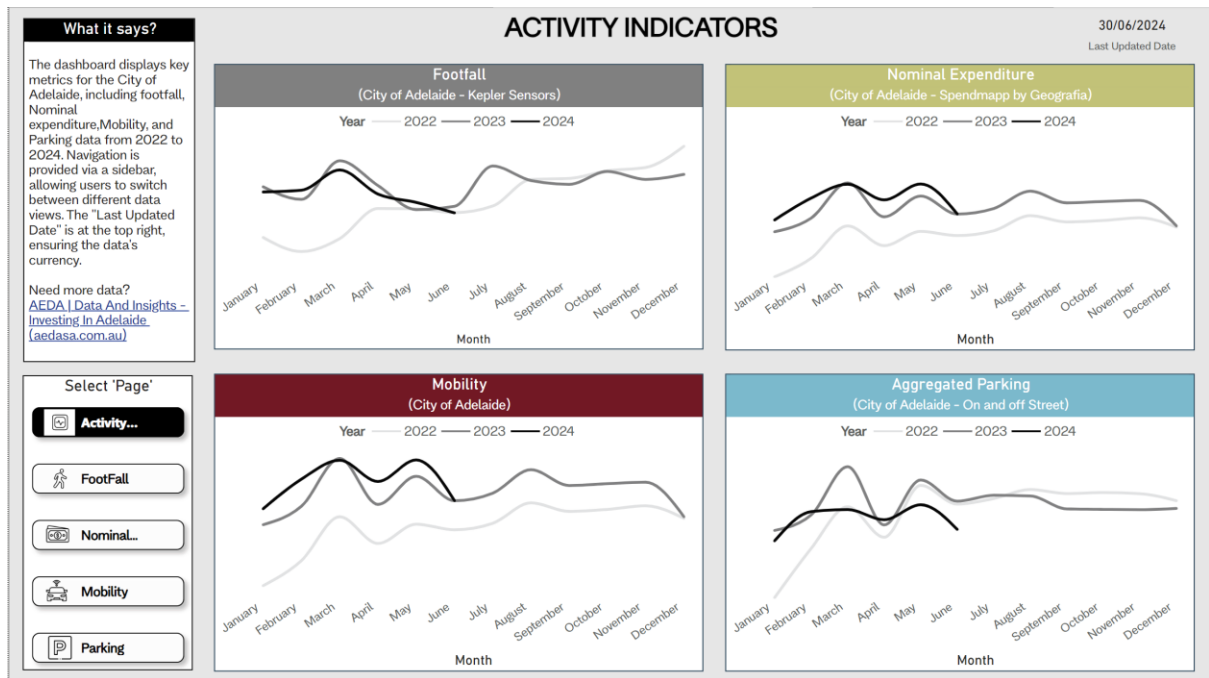 What it says?
The dashboard displays key
metrics for the City of
Adelaide, including footfall,
Nominal
expenditure,Mobility, and
Parking data from 2022 to
2024. Navigation is
provided via a sidebar,
allowing users to switch
between different data
views. The "Last Updated
Date" is at the top right,
ensuring the data's
currency.
Need more data?
AEDA | Data And Insights -
Investing In Adelaide
(aedasa.com.au)
Select 'Page'
Activity...
FootFall
Nominal...
Mobility
P Parking
ACTIVITY INDICATORS
30/06/2024
Last Updated Date
Footfall
(City of Adelaide - Kepler Sensors)
Year 2022 2023 2024
January February March April May June July August September October November December
Month
Nominal Expenditure
(City of Adelaide - Spendmapp by Geografia)
Year 2022 2023 2024
January February March April May June July August September October November December
Month
Mobility
(City of Adelaide)
Year 2022 2023 2024
January February March April May June July August September October November December
Month
Aggregated Parking
(City of Adelaide - On and off Street)
Year 2022 2023 2024
January February March April May June July August September October November December
Month